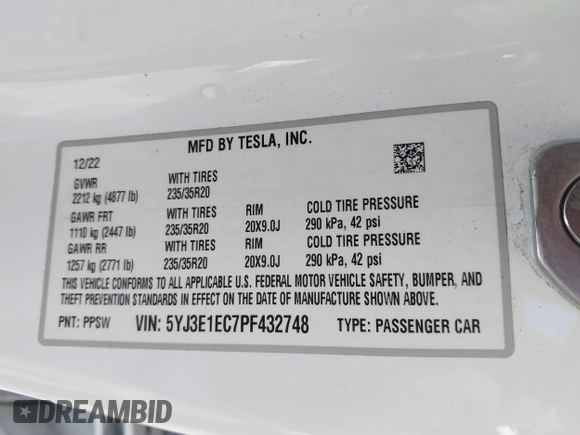 MFD BY TESLA, INC.
12/22
GVWR WITH TIRES
2212 kg (4877 lb) 235/35R20
GAWR FRT WITH TIRES RIM COLD TIRE PRESSURE
1110 kg (2447 lb) 235/35R20 20X9.0J 290 kPa, 42 psi
GAWR RR WITH TIRES RIM COLD TIRE PRESSURE
1257 kg (2771 lb) 235/35R20 20X9.0J 290 kPa, 42 psi
THIS VEHICLE CONFORMS TO ALL APPLICABLE U.S. FEDERAL MOTOR VEHICLE SAFETY, BUMPER, AND
THEFT PREVENTION STANDARDS IN EFFECT ON THE DATE OF MANUFACTURE SHOWN ABOVE.
PNT: PPSW VIN: 5YJ3E1EC7PF432748 TYPE: PASSENGER CAR
DREAMBID